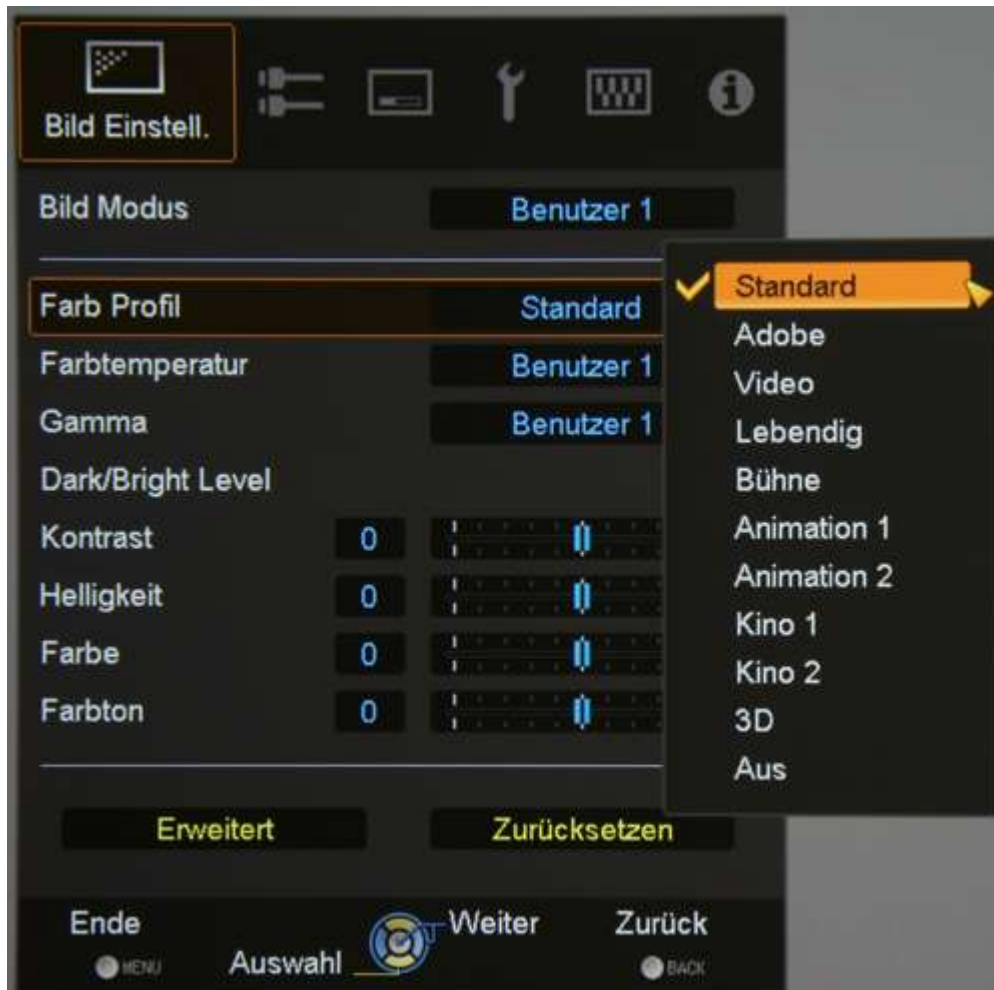 Bild Einstell.
Bild Modus
Benutzer 1
Farb Profil
Standard
Farbtemperatur
Benutzer 1
Gamma
Benutzer 1
Dark/Bright Level
Kontrast
0
Helligkeit
0
Farbe
0
Farbton
0
Erweitert
Zurücksetzen
Standard
Adobe
Video
Lebendig
Bühne
Animation 1
Animation 2
Kino 1
Kino 2
3D
Aus
Ende
MENU
Auswahl
Weiter
Zurück
BACK